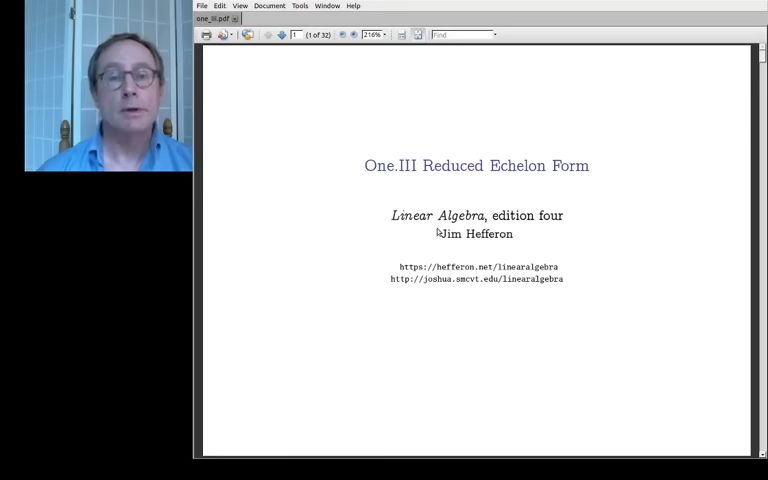 File Edit View Document Tools Window Help
one_iii.pdf
1 (1 of 32) 216% Find
One.III Reduced Echelon Form
Linear Algebra, edition four
Jim Hefferon
https://hefferon.net/linearalgebra
http://joshua.smcvt.edu/linearalgebra